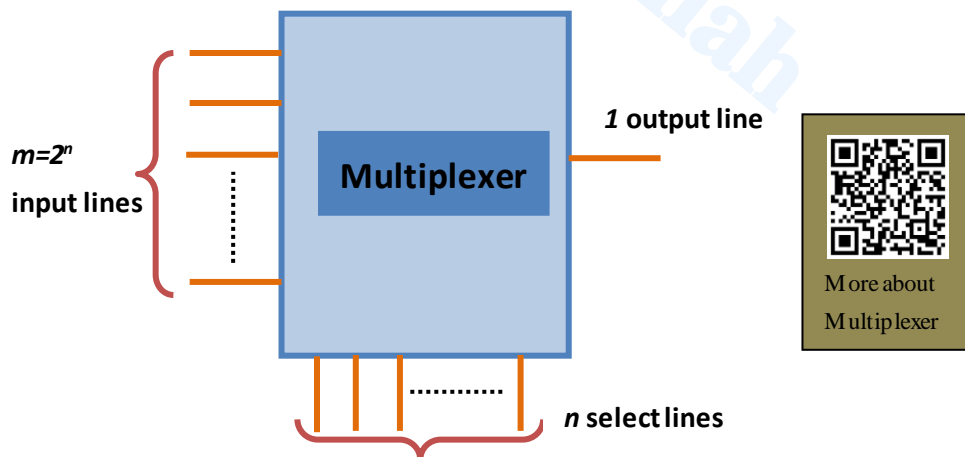 1 output line
m=2ⁿ
input lines
Multiplexer
More about
Multiplexer
n select lines